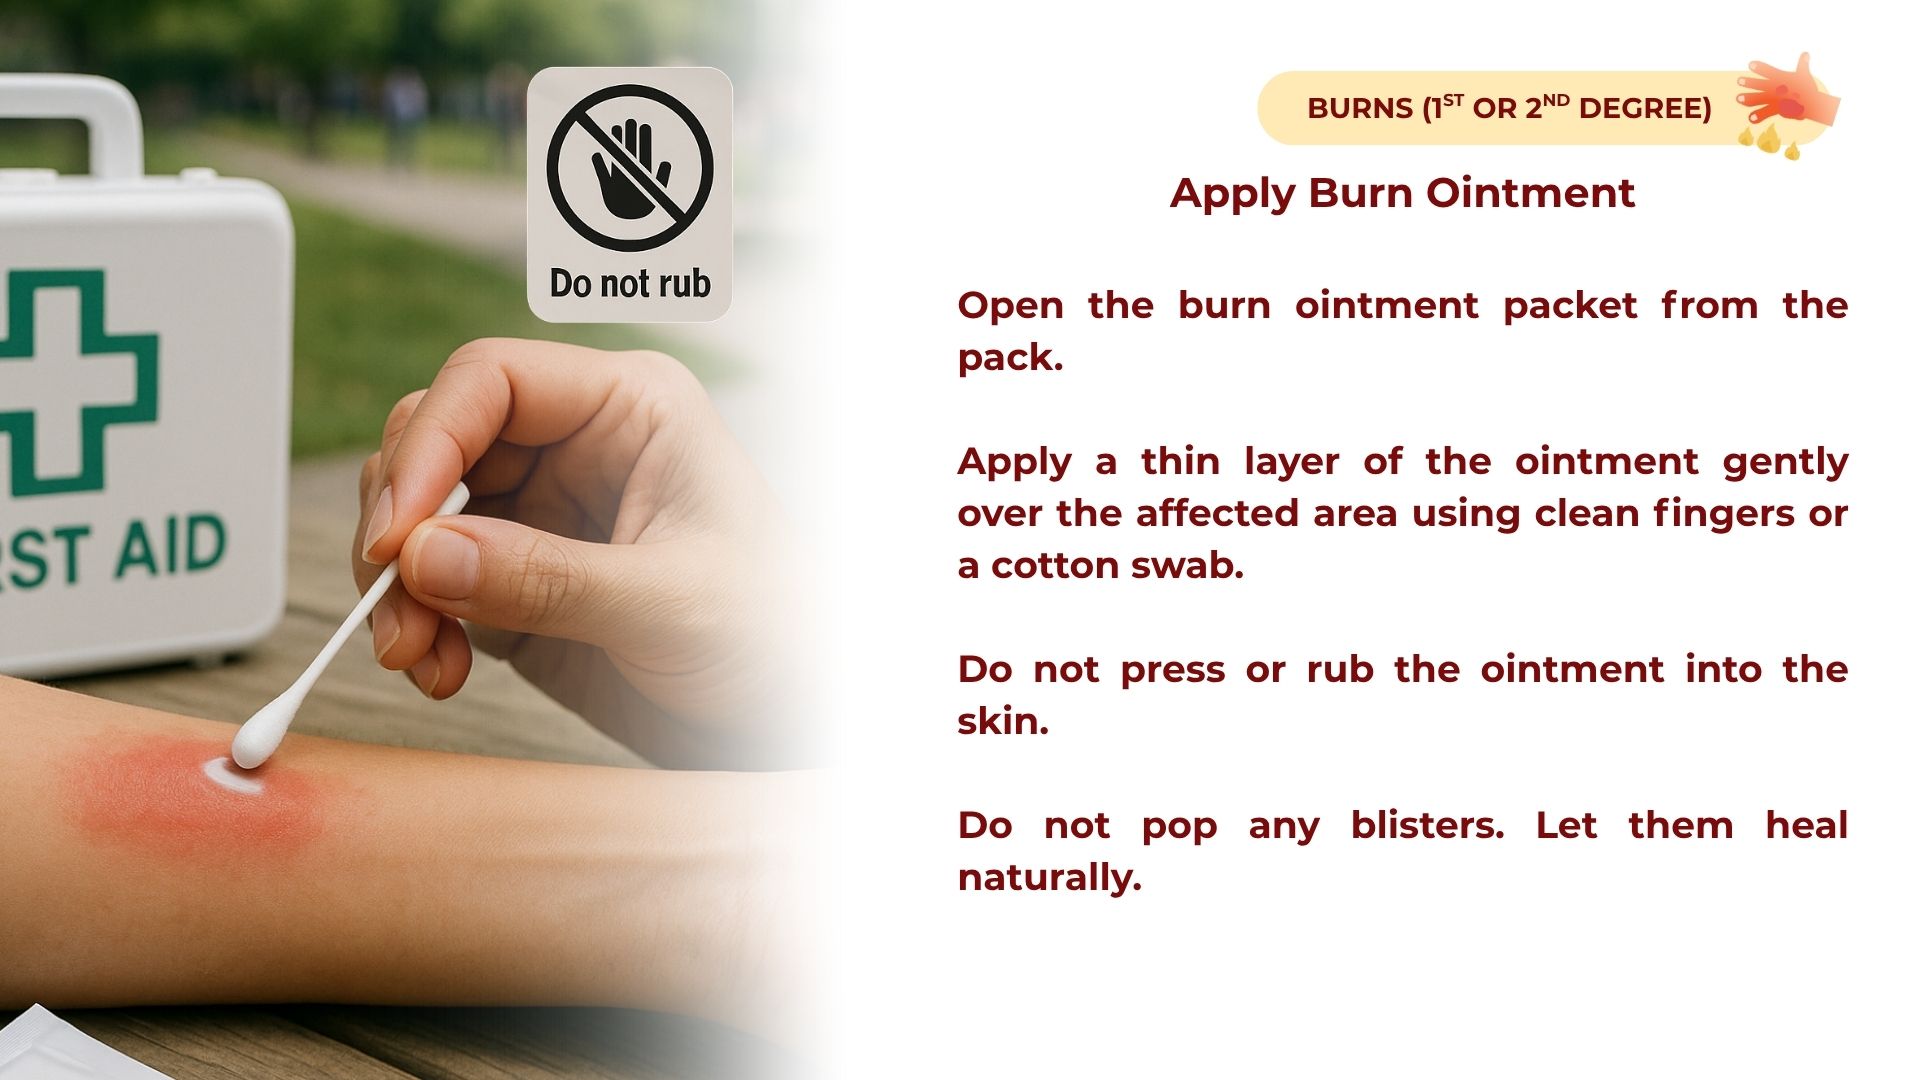 Do not rub
RST AID
BURNS (1ST OR 2ND DEGREE)
Apply Burn Ointment
Open the burn ointment packet from the
pack.
Apply a thin layer of the ointment gently
over the affected area using clean fingers or
a cotton swab.
Do not press or rub the ointment into the
skin.
Do not pop any blisters. Let them heal
naturally.